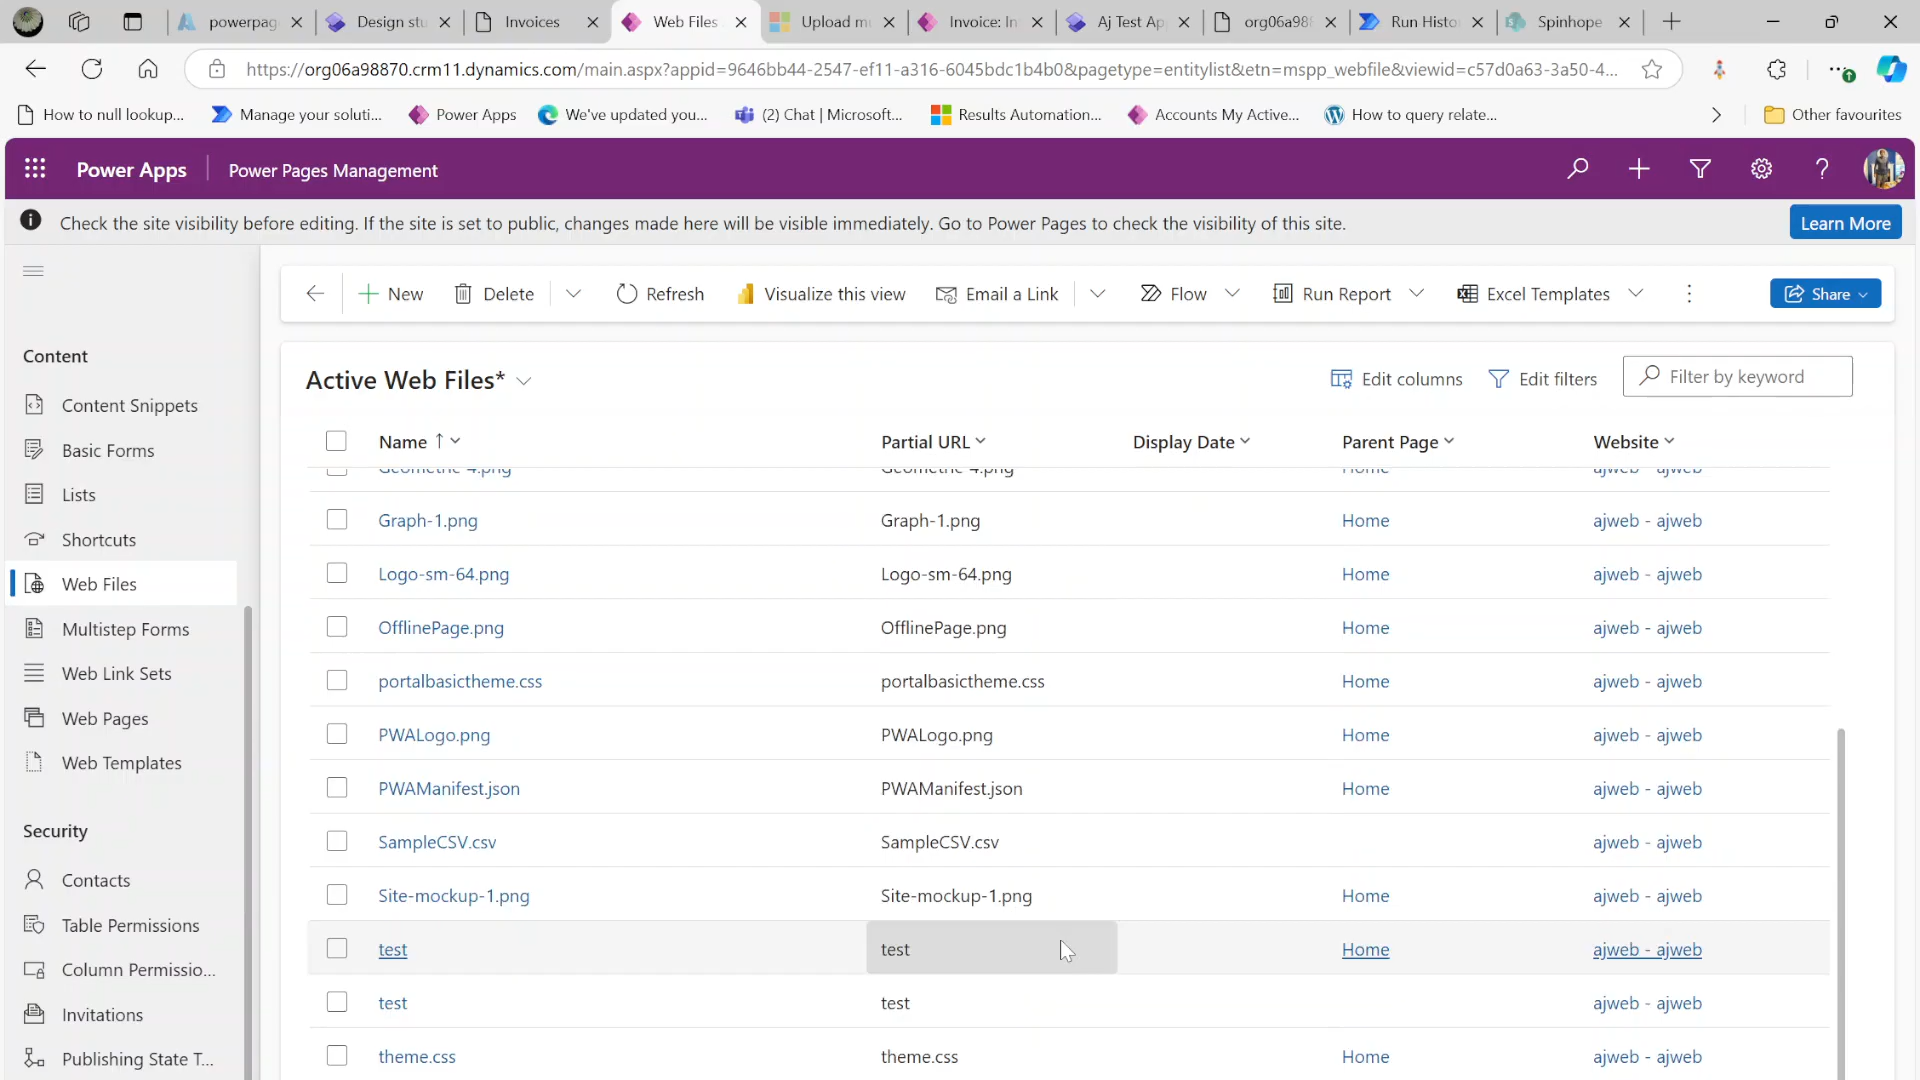 powerpag
Design stu
Invoices
Web Files
Upload mu
Invoice: In
Aj Test Ap
org06a988
Run Histo
Spinhope
https://org06a98870.crm11.dynamics.com/main.aspx?appid=9646bb44-2547-ef11-a316-6045bdc1b4b0&pagetype=entitylist&etn=mspp_webfile&viewid=c57d0a63-3a50-4...
How to null lookup...
Manage your soluti...
Power Apps
We've updated you...
(2) Chat | Microsoft...
Results Automation...
Accounts My Active...
How to query relate...
Other favourites
Power Apps
Power Pages Management
Check the site visibility before editing. If the site is set to public, changes made here will be visible immediately. Go to Power Pages to check the visibility of this site.
Learn More
New
Delete
Refresh
Visualize this view
Email a Link
Flow
Run Report
Excel Templates
Share
Content
Content Snippets
Basic Forms
Lists
Shortcuts
Web Files
Multistep Forms
Web Link Sets
Web Pages
Web Templates
Security
Contacts
Table Permissions
Column Permissio...
Invitations
Publishing State T...
Active Web Files*
Edit columns
Edit filters
Filter by keyword
Name ↑ Partial URL Display Date Parent Page Website
Geometric-4.png Geometric-4.png Home ajweb - ajweb
Graph-1.png Graph-1.png Home ajweb - ajweb
Logo-sm-64.png Logo-sm-64.png Home ajweb - ajweb
OfflinePage.png OfflinePage.png Home ajweb - ajweb
portalbasictheme.css portalbasictheme.css Home ajweb - ajweb
PWALogo.png PWALogo.png Home ajweb - ajweb
PWAManifest.json PWAManifest.json Home ajweb - ajweb
SampleCSV.csv SampleCSV.csv ajweb - ajweb
Site-mockup-1.png Site-mockup-1.png Home ajweb - ajweb
test test Home ajweb - ajweb
test test ajweb - ajweb
theme.css theme.css Home ajweb - ajweb